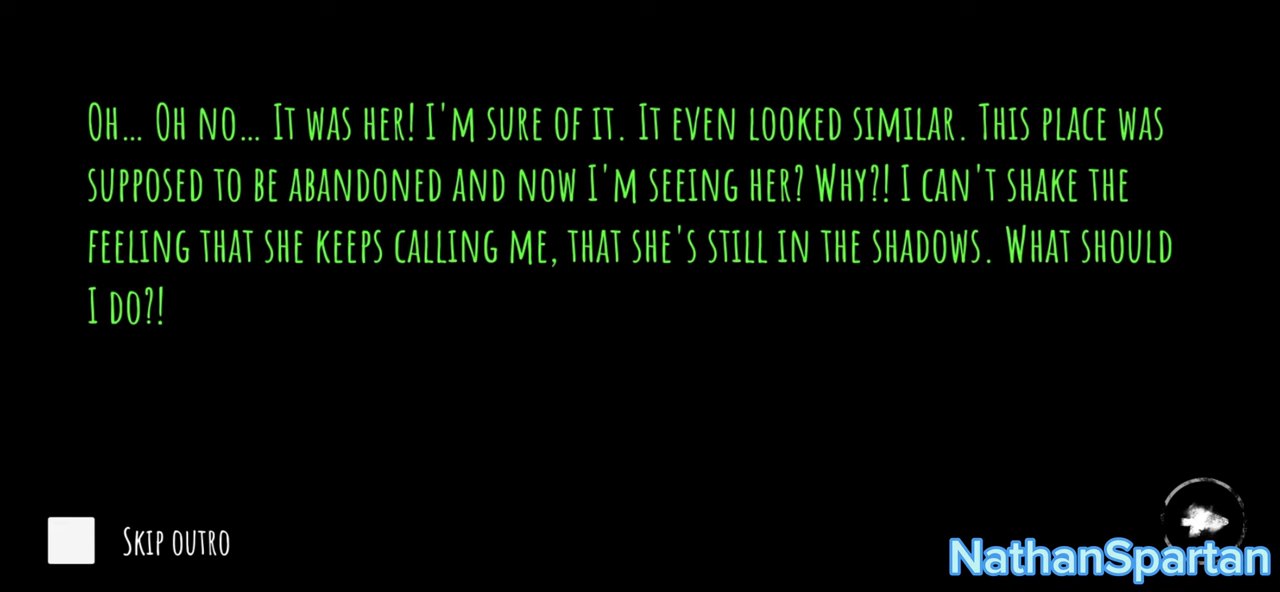 Oh... Oh no... It was her! I'm sure of it. It even looked similar. This place was
supposed to be abandoned and now I'm seeing her? Why?! I can't shake the
feeling that she keeps calling me, that she's still in the shadows. What should
I do?!
Skip outro
NathanSpartan